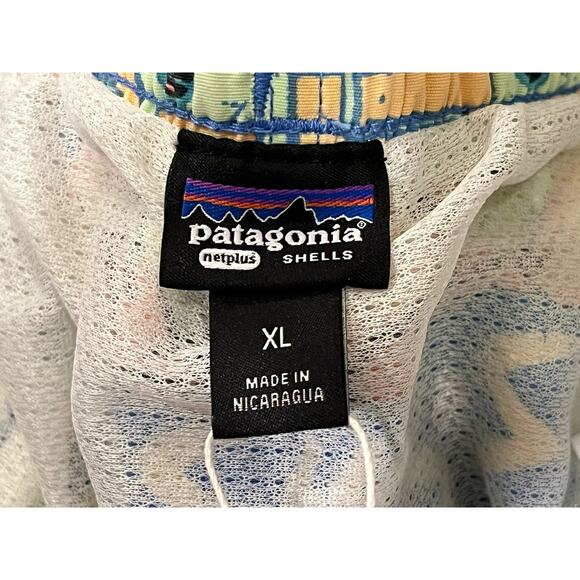 patagonia®
netplus SHELLS
XL
MADE IN
NICARAGUA